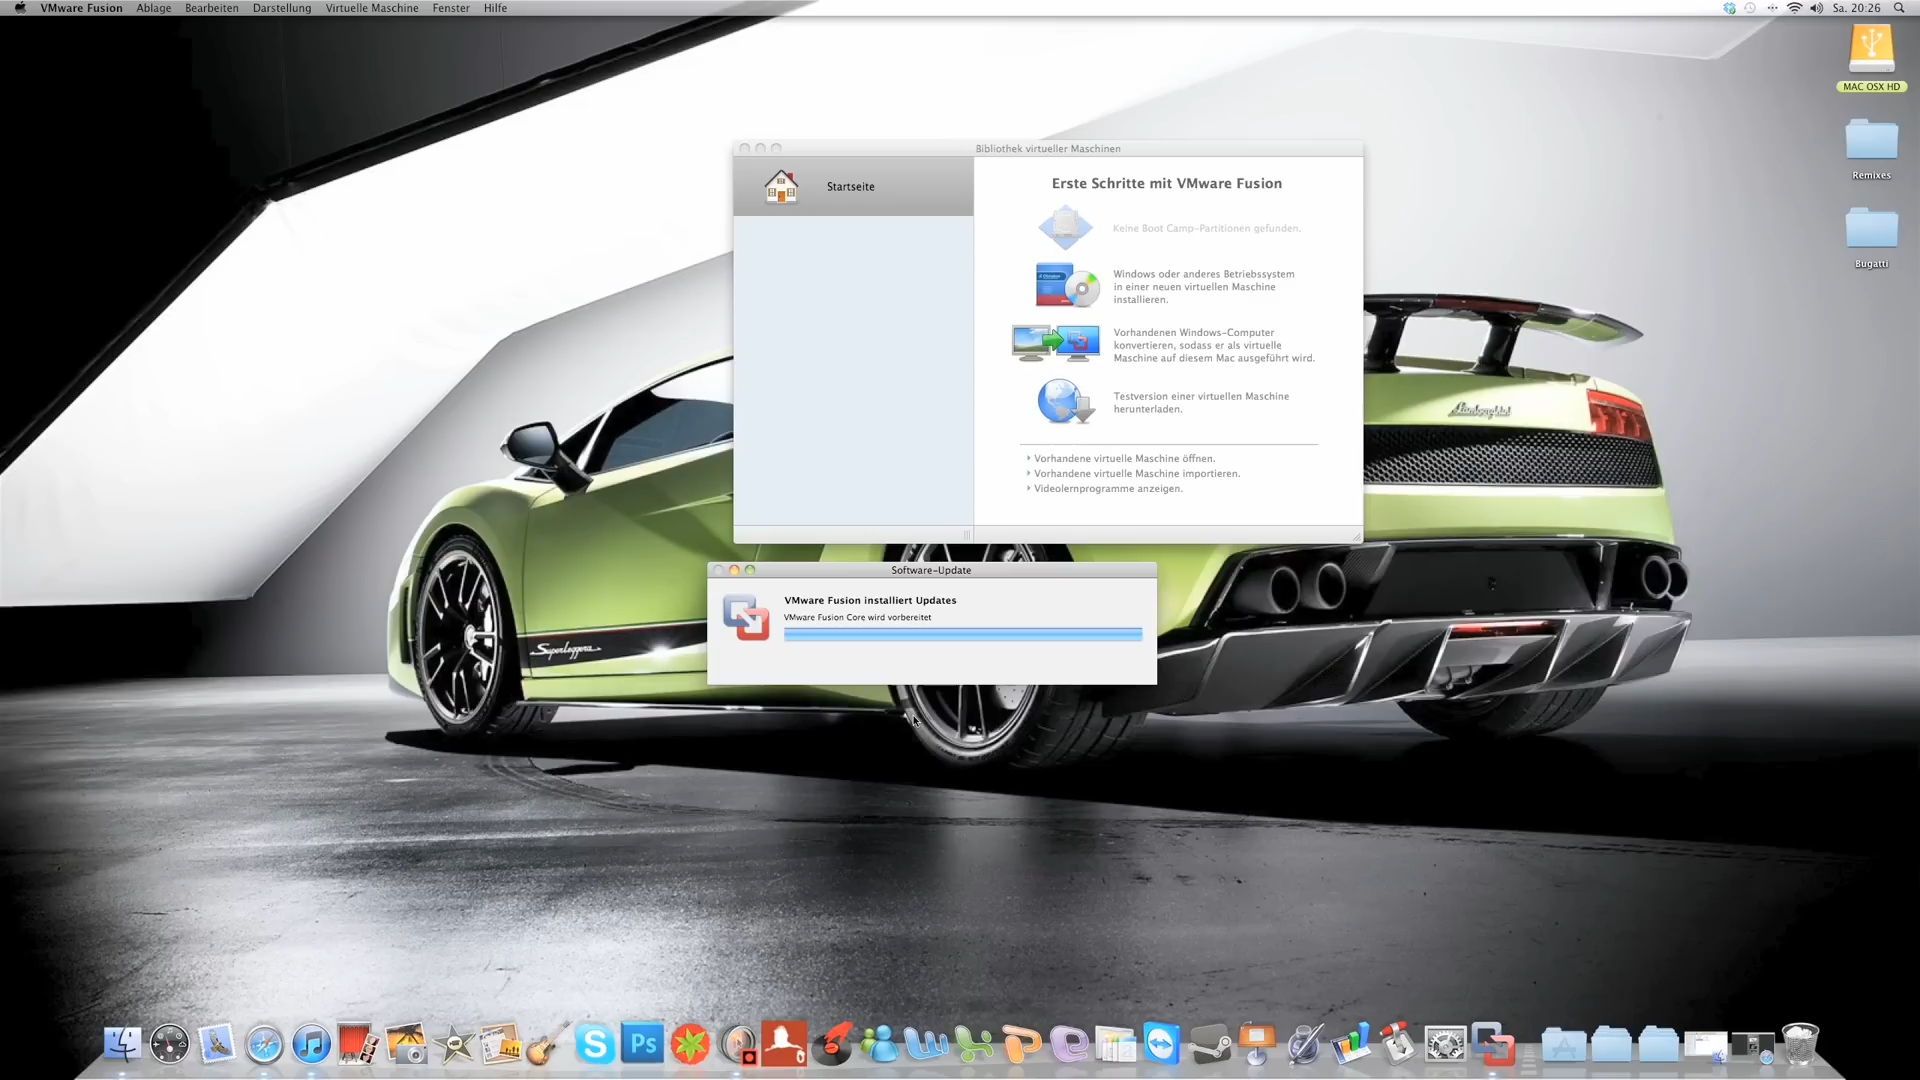 VMware Fusion Ablage Bearbeiten Darstellung Virtuelle Maschine Fenster Hilfe
Sa. 20:26
MAC OSX HD
Remixes
Bugatti
Bibliothek virtueller Maschinen
Startseite
Erste Schritte mit VMware Fusion
Keine Boot Camp-Partitionen gefunden.
Windows oder anderes Betriebssystem
in einer neuen virtuellen Maschine
installieren.
Vorhandenen Windows-Computer
konvertieren, sodass er als virtuelle
Maschine auf diesem Mac ausgeführt wird.
Testversion einer virtuellen Maschine
herunterladen.
Vorhandene virtuelle Maschine öffnen.
Vorhandene virtuelle Maschine importieren.
Videolernprogramme anzeigen.
Lamborghini
Software-Update
VMware Fusion installiert Updates
VMware Fusion Core wird vorbereitet
Superleggera
Ps